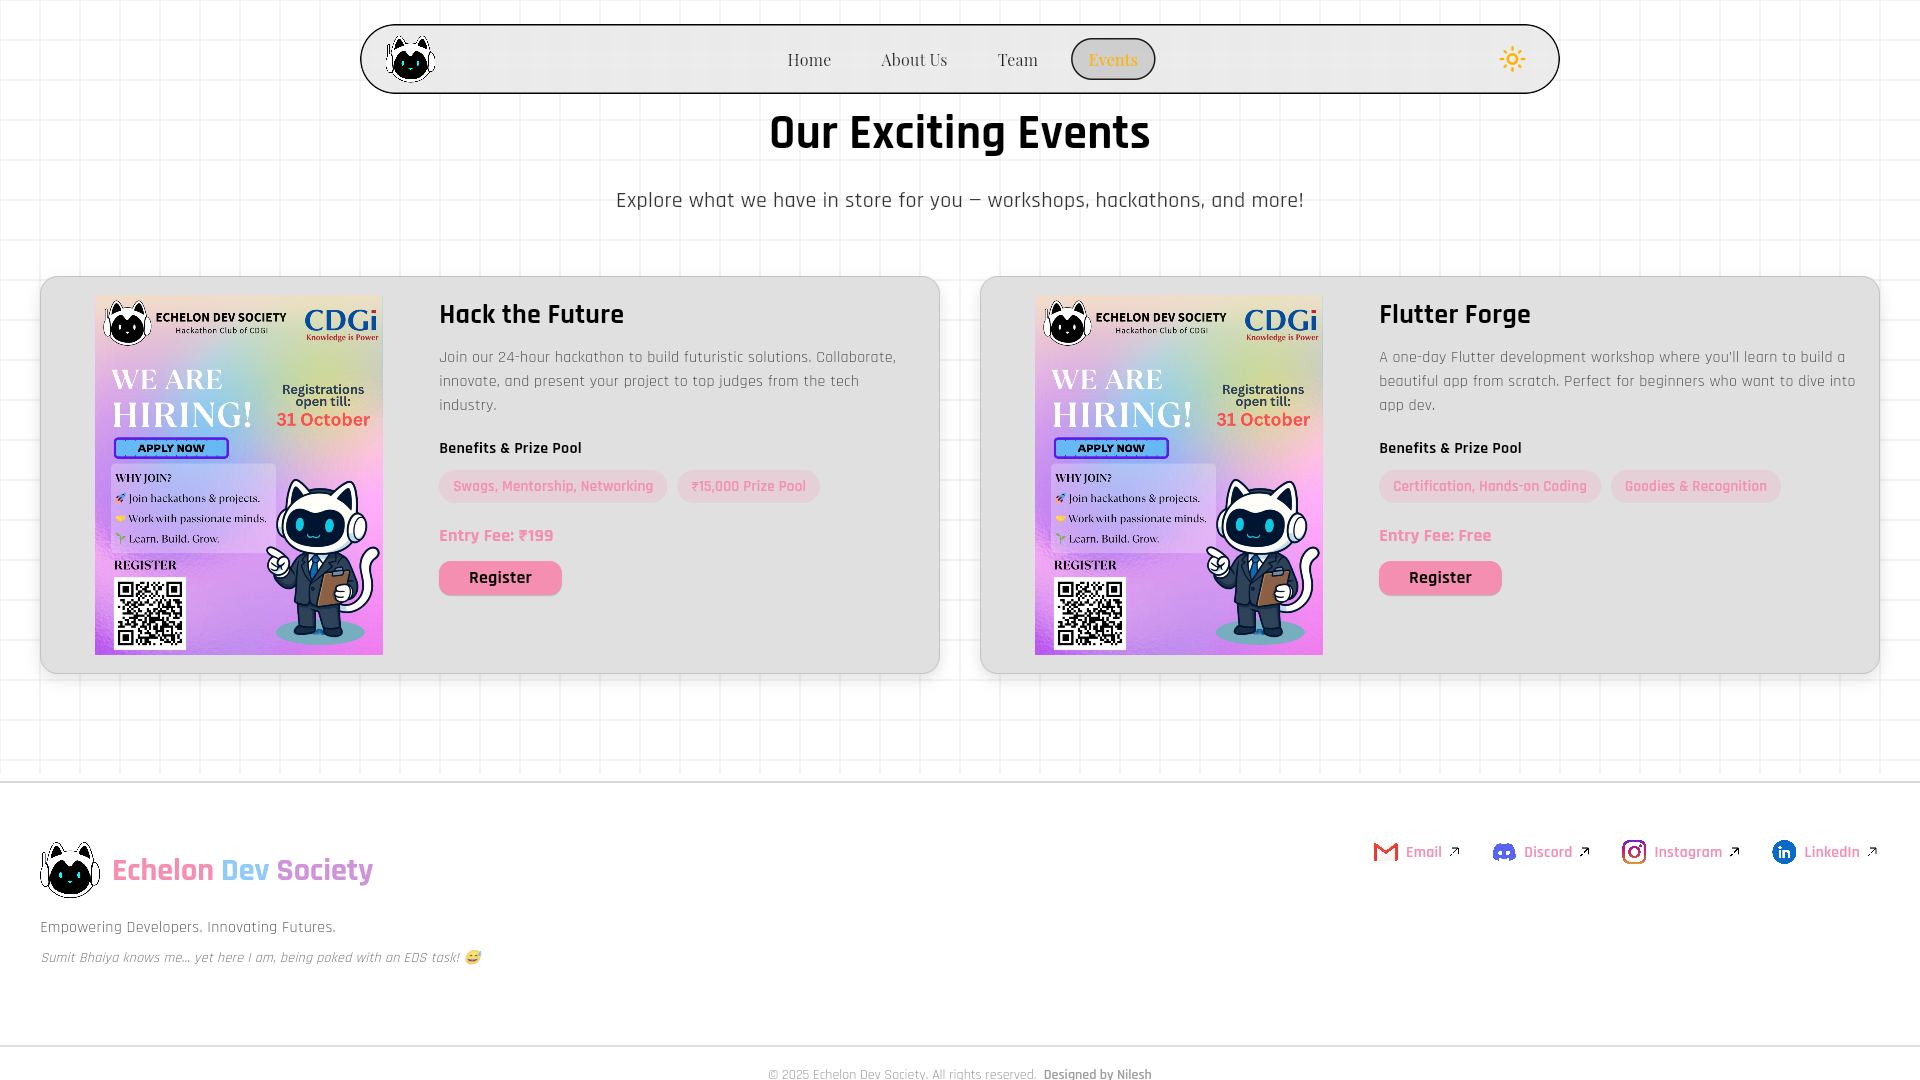 Home
About Us
Team
Events
Our Exciting Events
Explore what we have in store for you — workshops, hackathons, and more!
ECHELON DEV SOCIETY
Hackathon Club of CDGI
CDGi
Knowledge is Power
WE ARE
HIRING!
Registrations
open till:
31 October
APPLY NOW
WHY JOIN?
🚀 Join hackathons & projects.
🤝 Work with passionate minds.
🌱 Learn. Build. Grow.
REGISTER
Hack the Future
Join our 24-hour hackathon to build futuristic solutions. Collaborate,
innovate, and present your project to top judges from the tech
industry.
Benefits & Prize Pool
Swags, Mentorship, Networking
₹15,000 Prize Pool
Entry Fee: ₹199
Register
ECHELON DEV SOCIETY
Hackathon Club of CDGI
CDGi
Knowledge is Power
WE ARE
HIRING!
Registrations
open till:
31 October
APPLY NOW
WHY JOIN?
🚀 Join hackathons & projects.
🤝 Work with passionate minds.
🌱 Learn. Build. Grow.
REGISTER
Flutter Forge
A one-day Flutter development workshop where you'll learn to build a
beautiful app from scratch. Perfect for beginners who want to dive into
app dev.
Benefits & Prize Pool
Certification, Hands-on Coding
Goodies & Recognition
Entry Fee: Free
Register
Echelon Dev Society
Empowering Developers. Innovating Futures.
Sumit Bhaiya knows me... yet here I am, being poked with an EDS task! 😅
Email
Discord
Instagram
LinkedIn
© 2025 Echelon Dev Society. All rights reserved. Designed by Nilesh